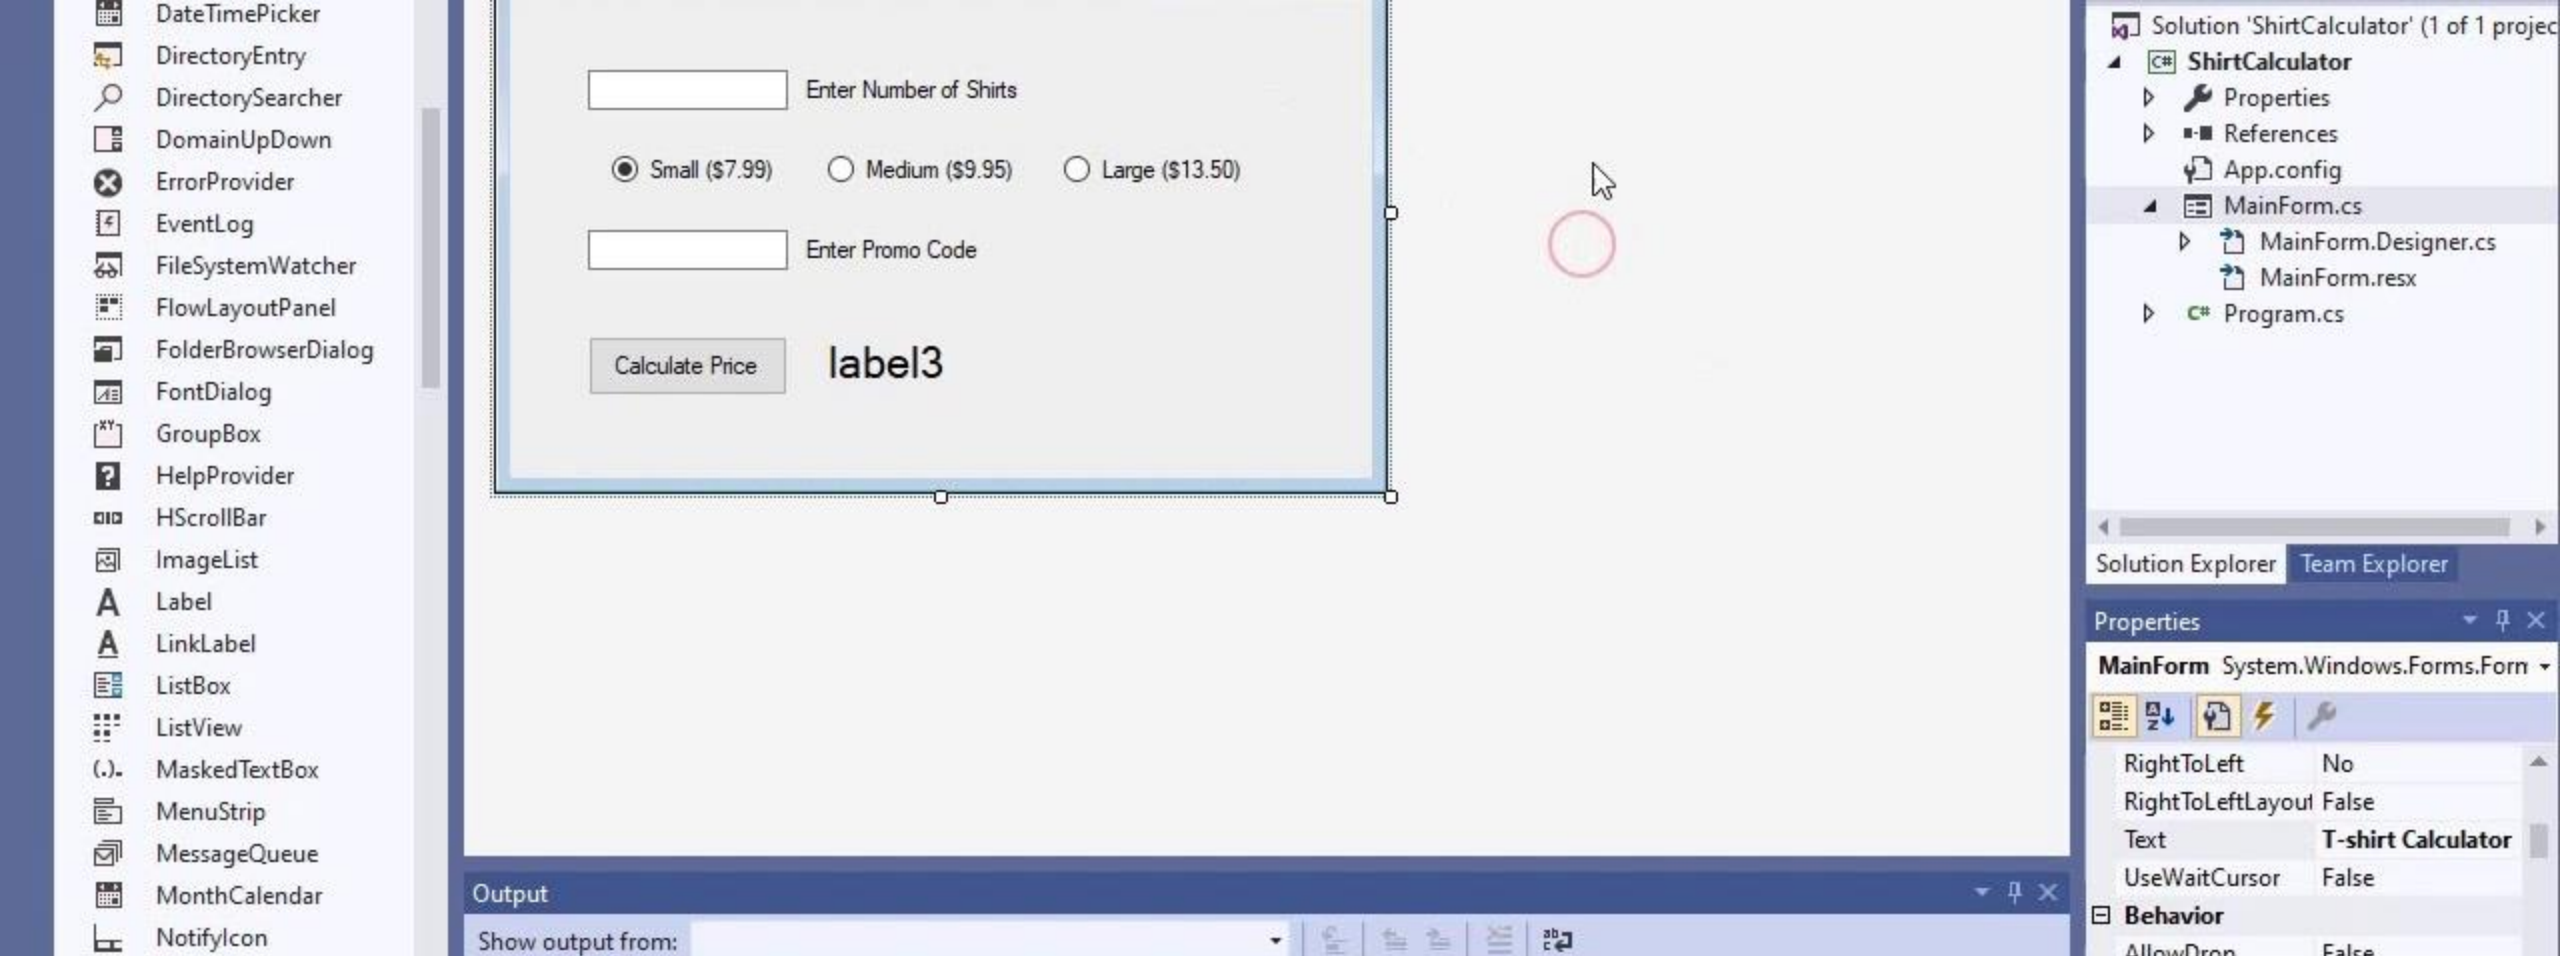 DateTimePicker
DirectoryEntry
DirectorySearcher
DomainUpDown
ErrorProvider
EventLog
FileSystemWatcher
FlowLayoutPanel
FolderBrowserDialog
FontDialog
GroupBox
HelpProvider
HScrollBar
ImageList
Label
LinkLabel
ListBox
ListView
MaskedTextBox
MenuStrip
MessageQueue
MonthCalendar
NotifyIcon
Enter Number of Shirts
Small ($7.99) Medium ($9.95) Large ($13.50)
Enter Promo Code
Calculate Price label3
Output
Show output from:
Solution 'ShirtCalculator' (1 of 1 projec
C# ShirtCalculator
Properties
References
App.config
MainForm.cs
MainForm.Designer.cs
MainForm.resx
C# Program.cs
Solution Explorer Team Explorer
Properties
MainForm System.Windows.Forms.Form
RightToLeft No
RightToLeftLayout False
Text T-shirt Calculator
UseWaitCursor False
Behavior
AllowDrop False